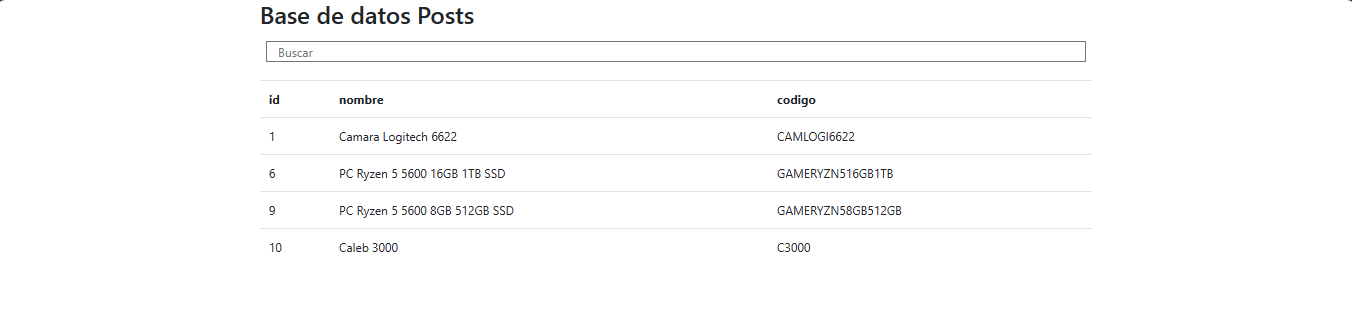 Base de datos Posts
Buscar
id nombre codigo
1 Camara Logitech 6622 CAMLOGI6622
6 PC Ryzen 5 5600 16GB 1TB SSD GAMERYZN516GB1TB
9 PC Ryzen 5 5600 8GB 512GB SSD GAMERYZN58GB512GB
10 Caleb 3000 C3000